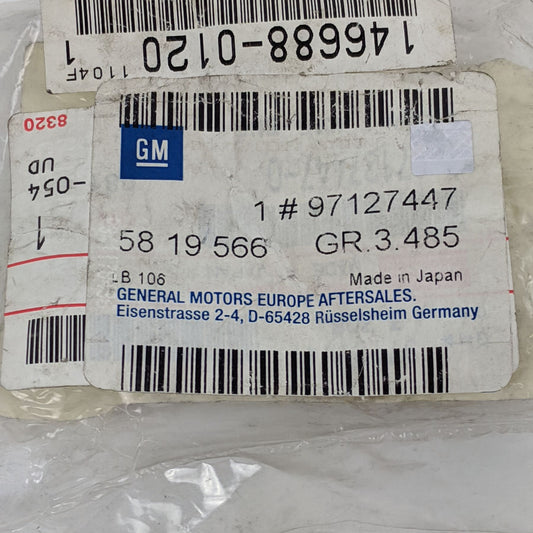 146688-0120
1104F 1
8320
-054
UD
1
GM
1 # 97127447
58 19 566 GR.3.485
LB 106 Made in Japan
GENERAL MOTORS EUROPE AFTERSALES.
Eisenstrasse 2-4, D-65428 Rüsselsheim Germany